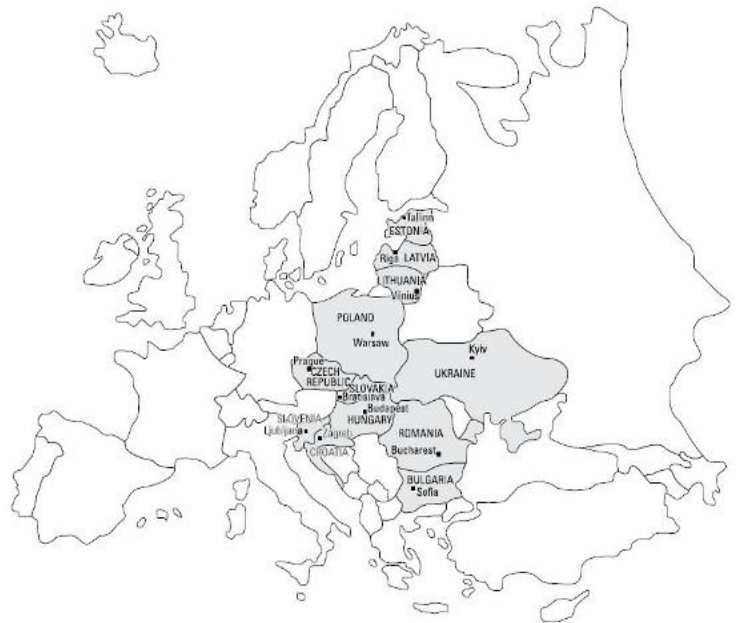 Tallinn
ESTONIA
Riga LATVIA
LITHUANIA
Vilnius
POLAND
Warsaw
Kyiv
UKRAINE
Prague
CZECH
REPUBLIC
SLOVAKIA
Bratislava
Budapest
HUNGARY
SLOVENIA
Ljubljana
Zagreb
CROATIA
ROMANIA
Bucharest
BULGARIA
Sofia